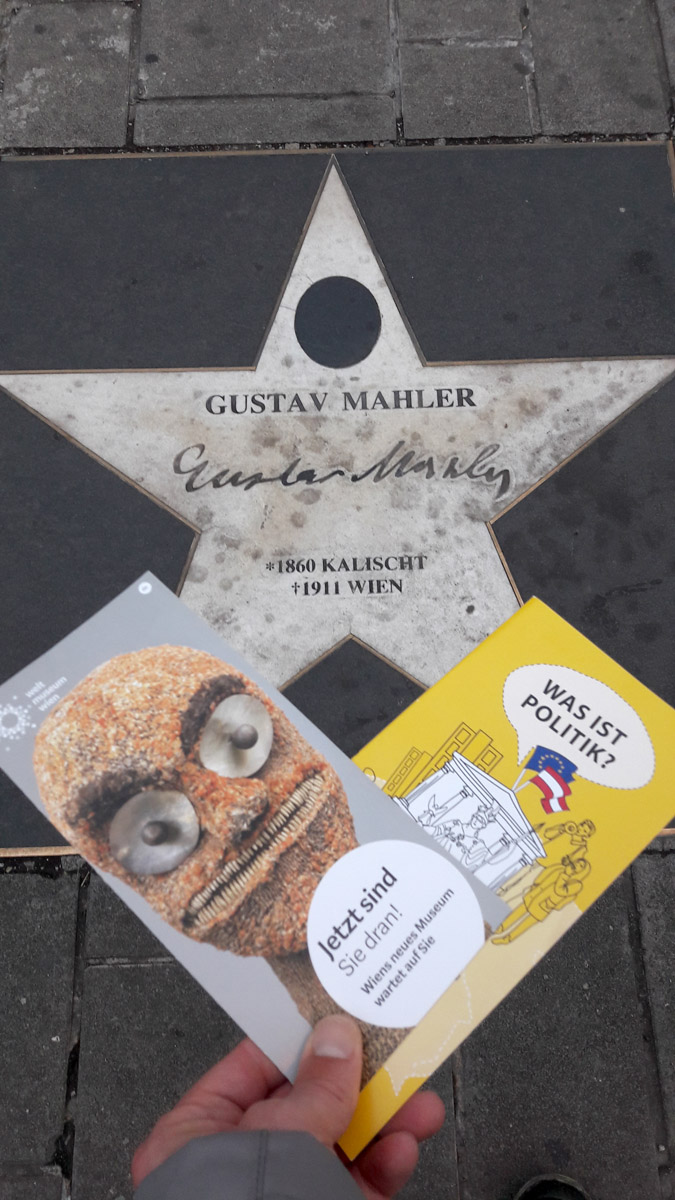 GUSTAV MAHLER
Gustav Mahler
*1860 KALISCHT
†1911 WIEN
welt
museum
wien
Jetzt sind
Sie dran!
Wiens neues Museum
wartet auf Sie
WAS IST
POLITIK?